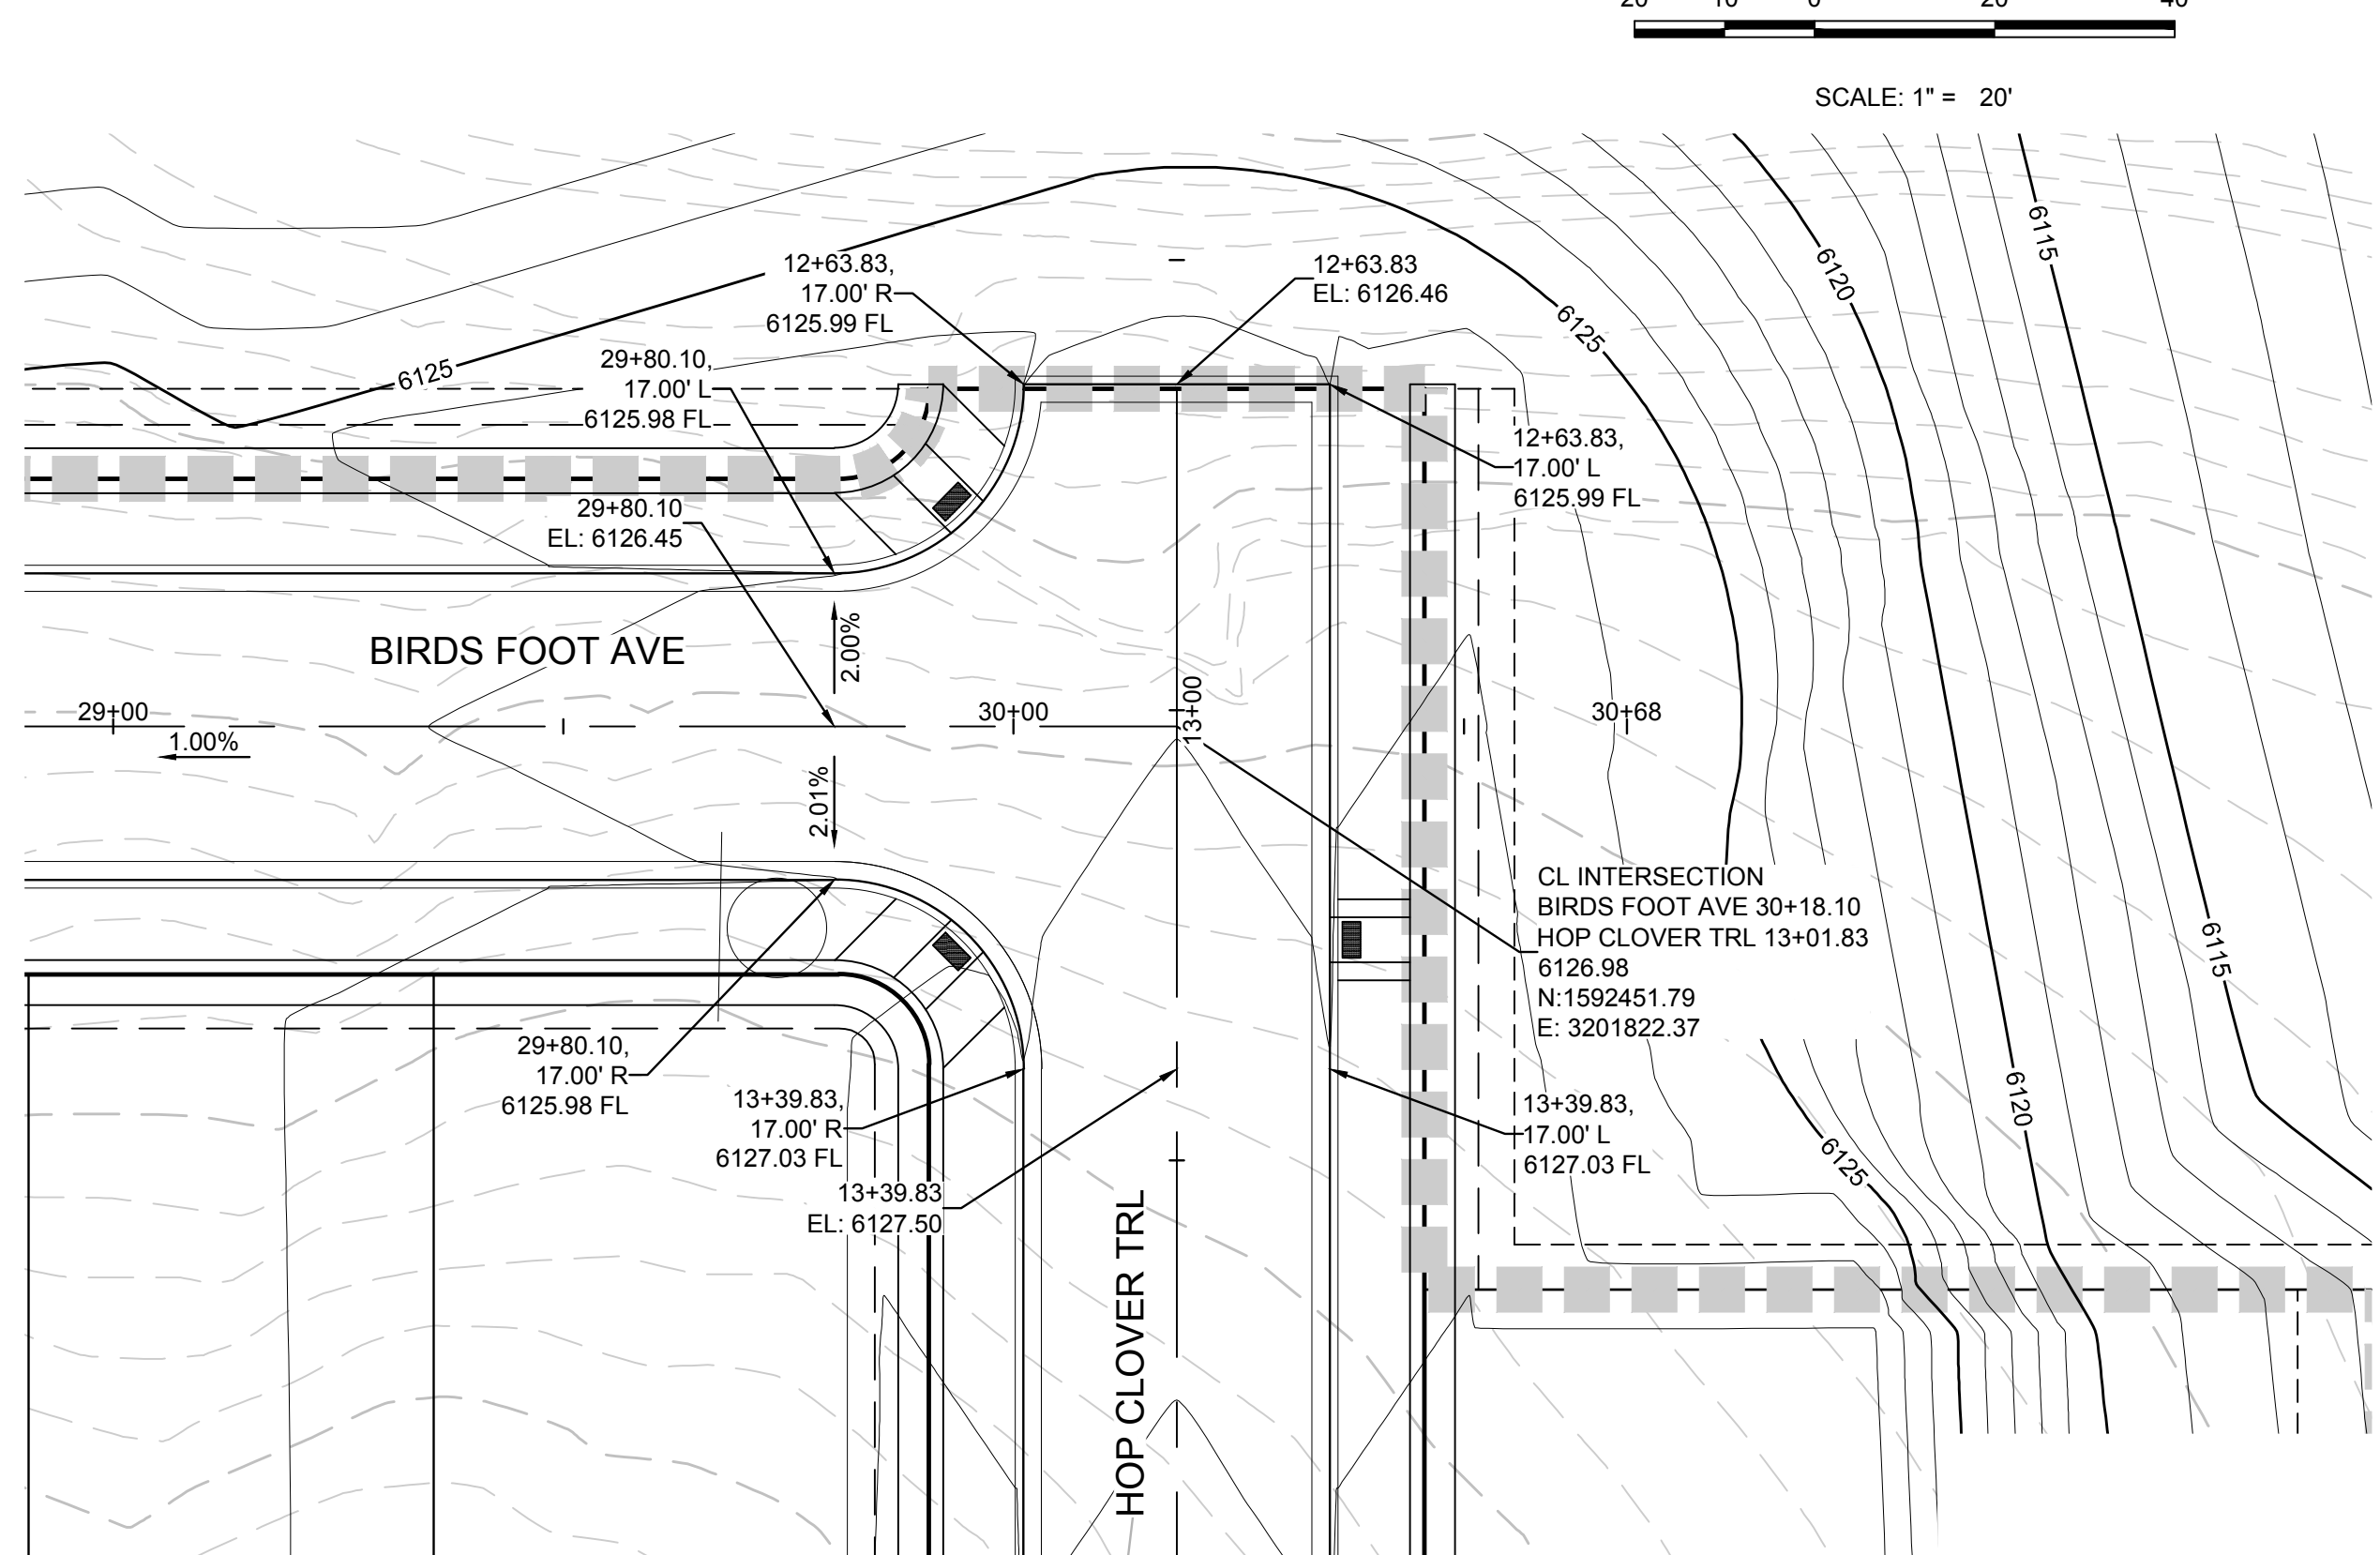 20 10 0 20 40
SCALE: 1" = 20'
6115
6120
12+63.83,
17.00' R
6125.99 FL
12+63.83
EL: 6126.46
6125
29+80.10,
17.00' L
6125.98 FL
6125
12+63.83,
17.00' L
6125.99 FL
29+80.10
EL: 6126.45
BIRDS FOOT AVE
2.00%
29+00
30+00
13+00
30+68
1.00%
2.01%
CL INTERSECTION
BIRDS FOOT AVE 30+18.10
HOP CLOVER TRL 13+01.83
6126.98
N:1592451.79
E: 3201822.37
6115
29+80.10,
17.00' R
6125.98 FL
13+39.83,
17.00' R
6127.03 FL
13+39.83,
17.00' L
6127.03 FL
6120
6125
13+39.83
EL: 6127.50
HOP CLOVER TRL